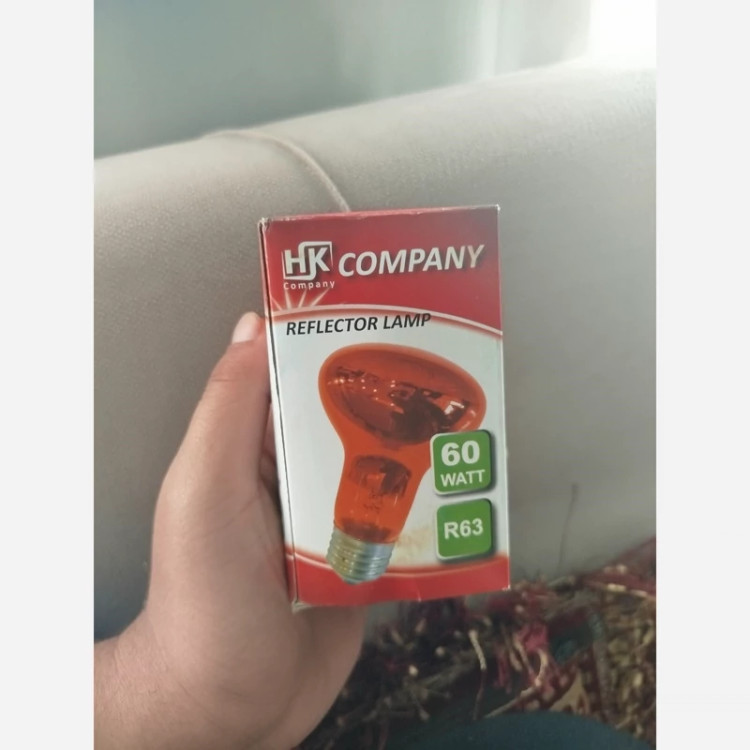 HK
Company
COMPANY
REFLECTOR LAMP
60
WATT
R63